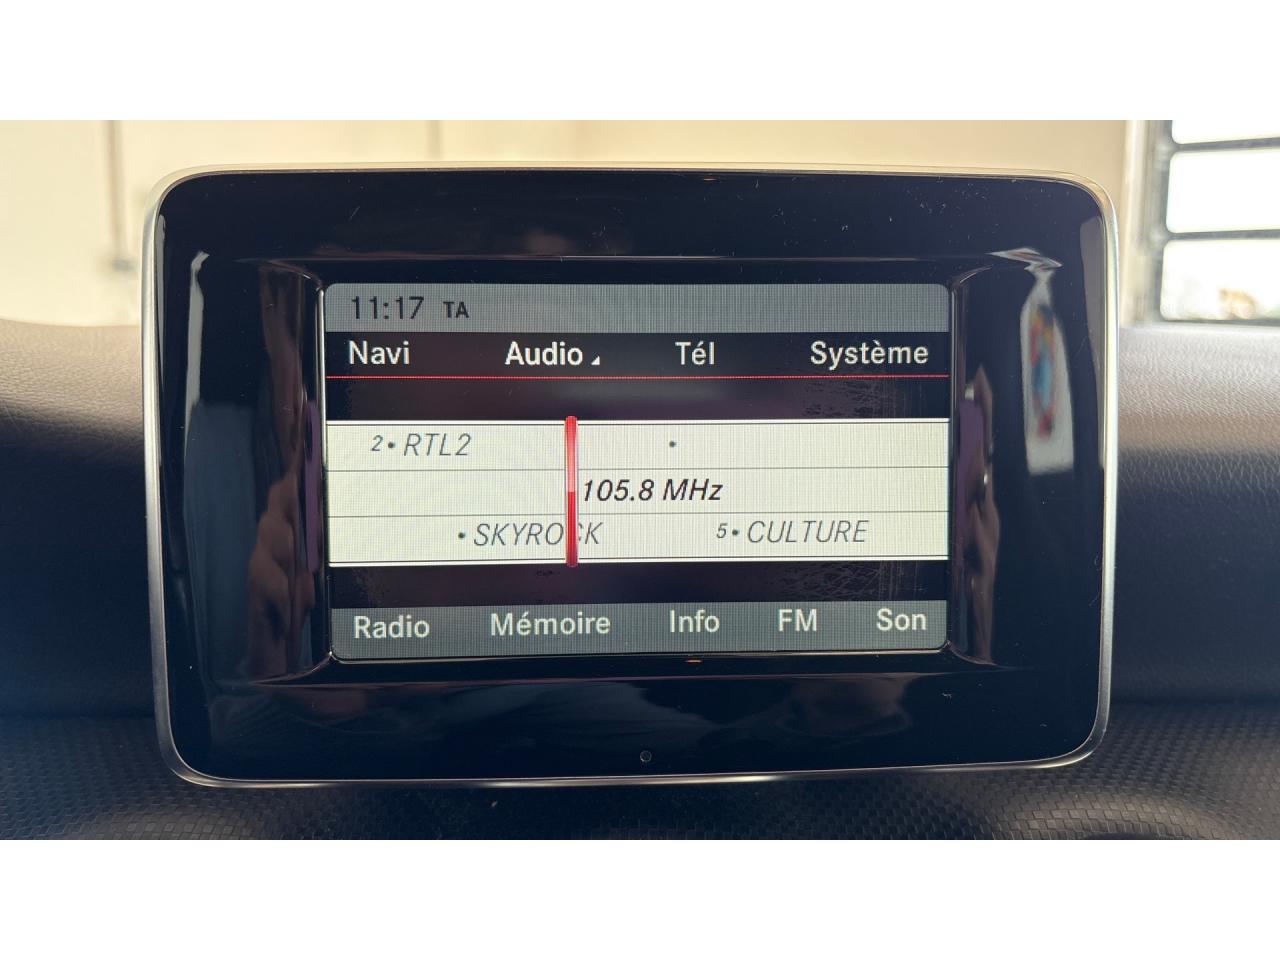 11:17 TA
Navi Audio Tél Système
2• RTL2 •
105.8 MHz
• SKYROCK 5• CULTURE
Radio Mémoire Info FM Son